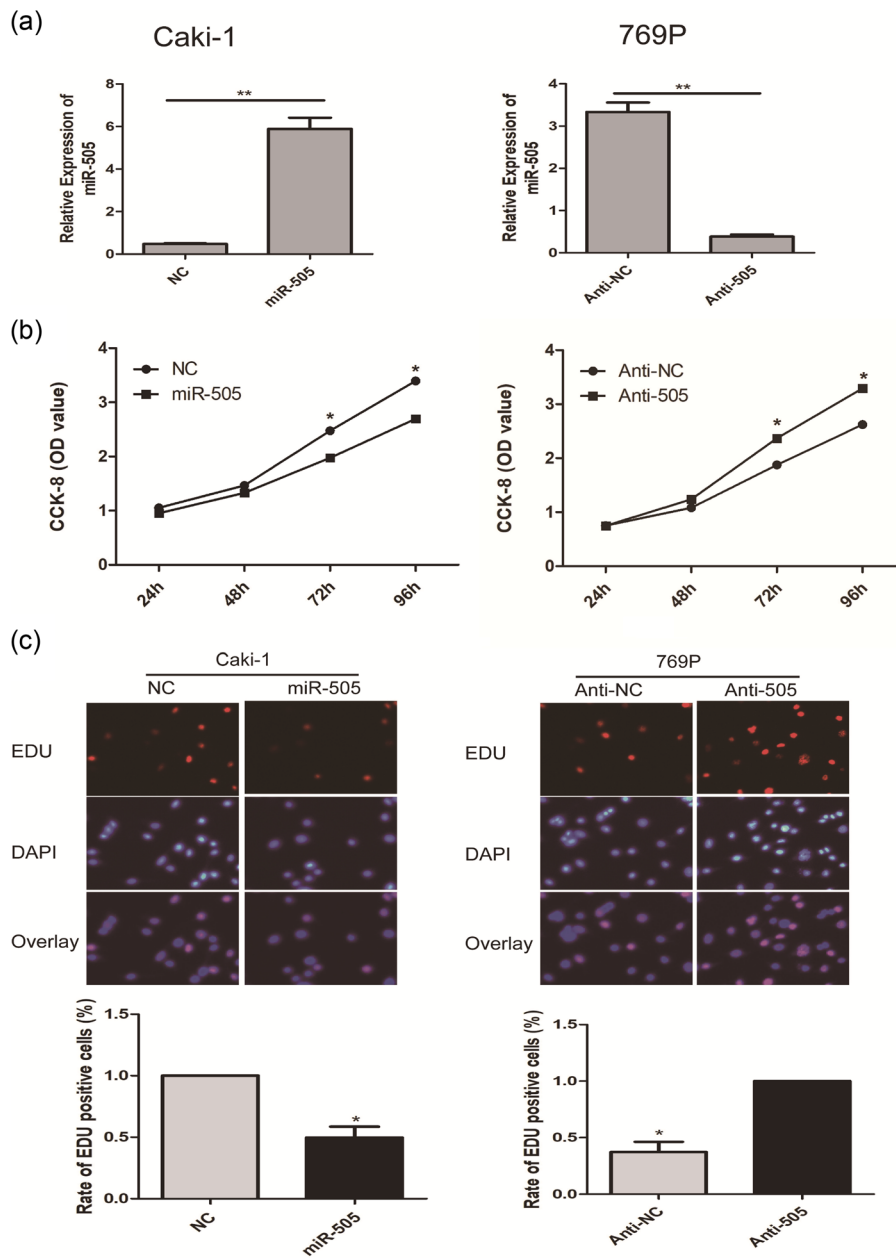 (a)
Caki-1
769P
Relative Expression of
miR-505
8
6
4
2
0
**
NC
miR-505
Relative Expression of
miR-505
4
3
2
1
0
**
Anti-NC
Anti-505
(b)
CCK-8 (OD value)
4
3
2
1
0
NC
miR-505
*
*
24h
48h
72h
96h
CCK-8 (OD value)
4
3
2
1
0
Anti-NC
Anti-505
*
*
24h
48h
72h
96h
(c)
Caki-1
NC
miR-505
EDU
DAPI
Overlay
769P
Anti-NC
Anti-505
EDU
DAPI
Overlay
Rate of EDU positive cells (%)
1.5
1.0
0.5
0.0
*
NC
miR-505
Rate of EDU positive cells (%)
1.5
1.0
0.5
0.0
*
Anti-NC
Anti-505